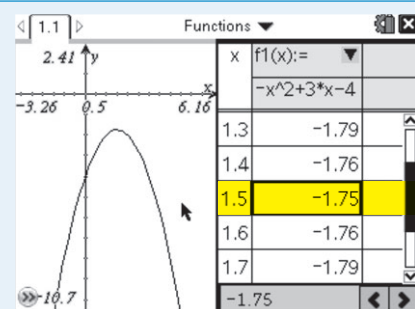 1.1 Functions
2.41 y
x
-3.26 0.5 6.16
-10.7
x f1(x):=
-x^2+3*x-4
1.3 -1.79
1.4 -1.76
1.5 -1.75
1.6 -1.76
1.7 -1.79
-1.75